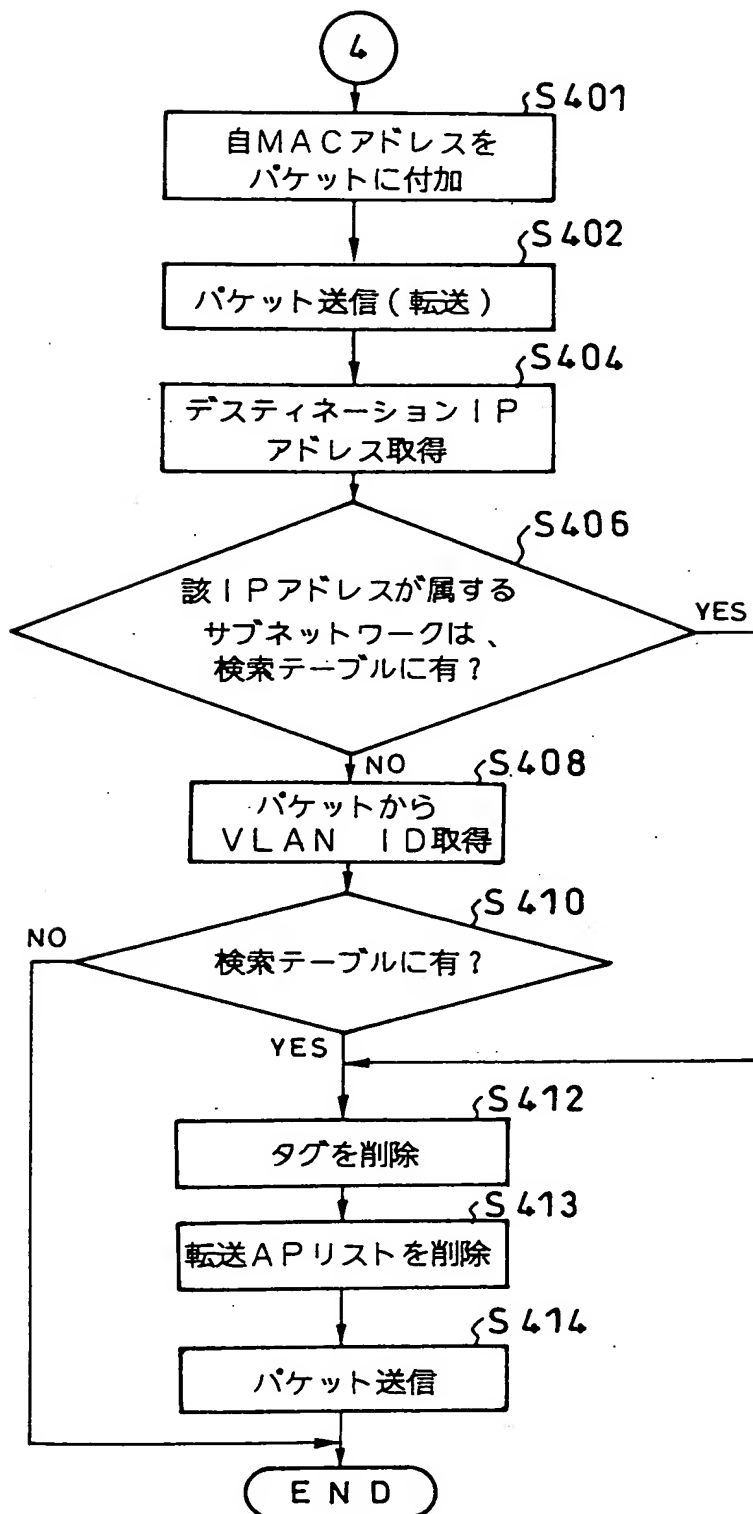 4
S401
自MACアドレスを
パケットに付加
S402
パケット送信(転送)
S404
デスティネーションIP
アドレス取得
S406
該IPアドレスが属する
サブネットワークは、
検索テーブルに有?
YES
NO
S408
パケットから
VLAN ID取得
S410
NO
検索テーブルに有?
YES
S412
タグを削除
S413
転送APリストを削除
S414
パケット送信
END